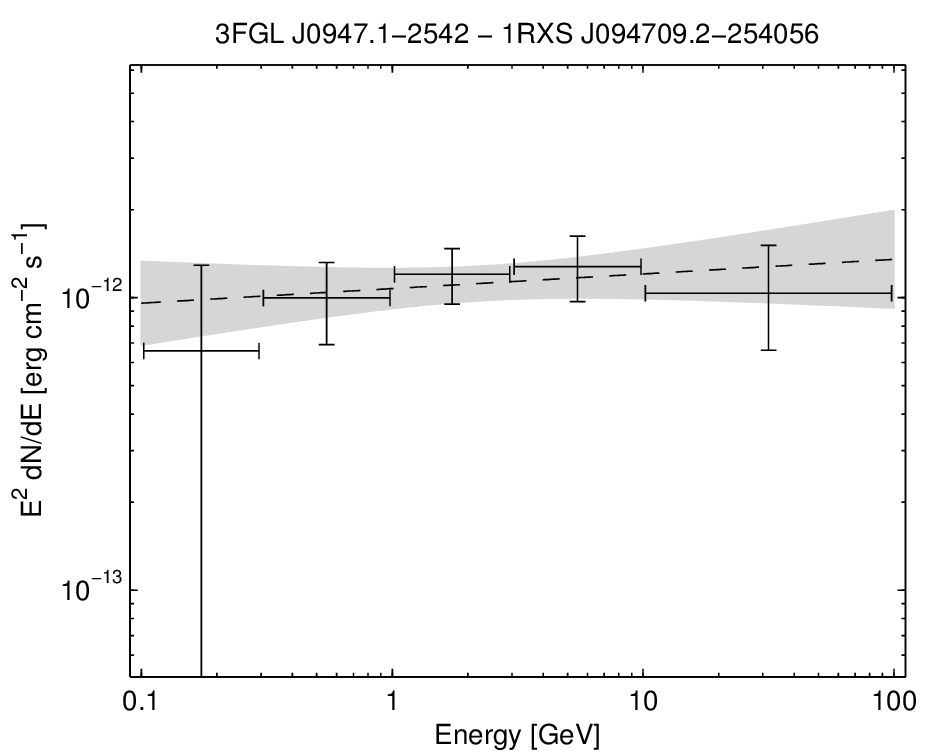 3FGL J0947.1−2542 − 1RXS J094709.2−254056
E² dN/dE [erg cm⁻² s⁻¹]
10⁻¹²
10⁻¹³
0.1 1 10 100
Energy [GeV]